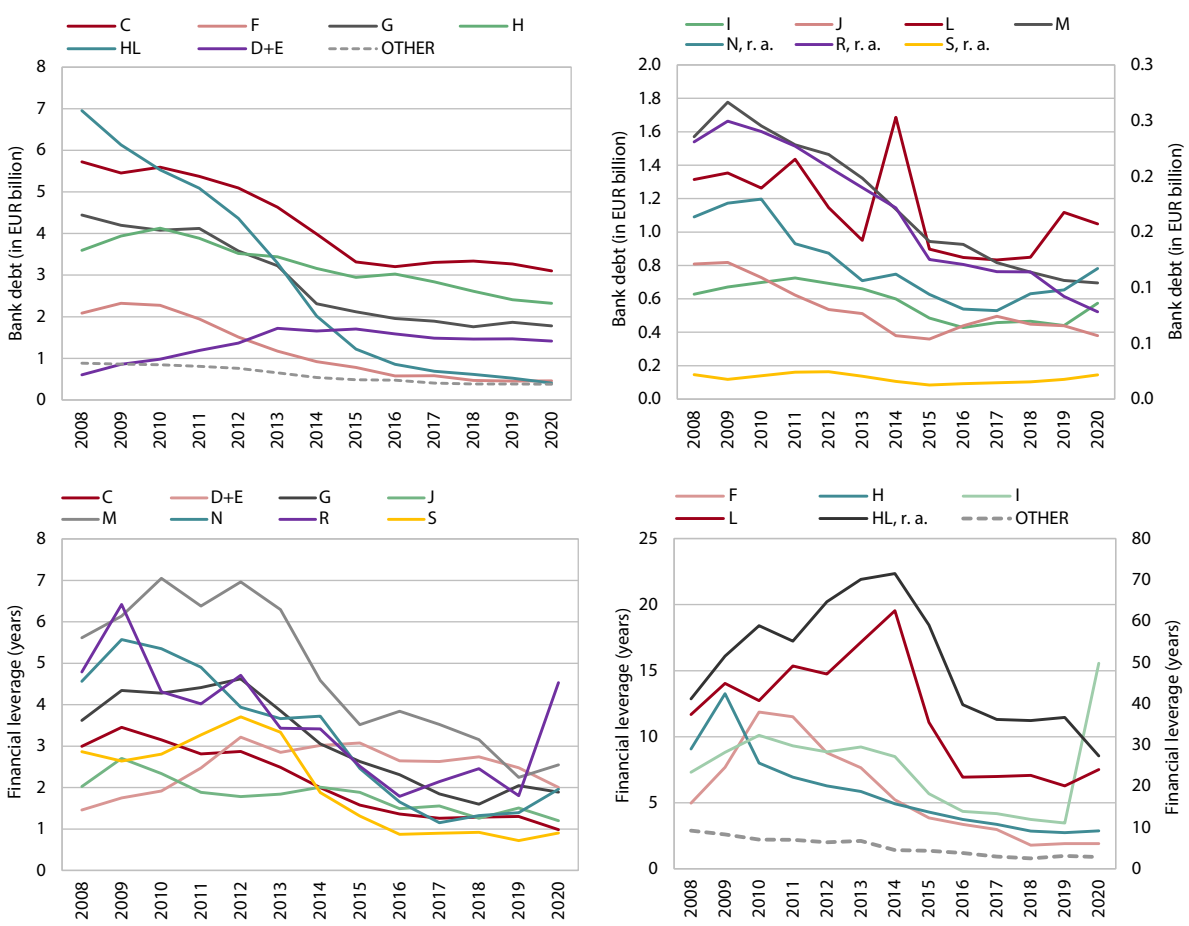 C F G H
HL D+E OTHER
Bank debt (in EUR billion)
8
7
6
5
4
3
2
1
0
2008 2009 2010 2011 2012 2013 2014 2015 2016 2017 2018 2019 2020
I J L M
N, r. a. R, r. a. S, r. a.
Bank debt (in EUR billion)
2.0
1.8
1.6
1.4
1.2
1.0
0.8
0.6
0.4
0.2
0.0
0.3
0.3
0.2
0.2
0.1
0.1
0.0
Bank debt (in EUR billion)
2008 2009 2010 2011 2012 2013 2014 2015 2016 2017 2018 2019 2020
C D+E G J
M N R S
Financial leverage (years)
8
7
6
5
4
3
2
1
0
2008 2009 2010 2011 2012 2013 2014 2015 2016 2017 2018 2019 2020
F H I
L HL, r. a. OTHER
Financial leverage (years)
25
20
15
10
5
0
80
70
60
50
40
30
20
10
0
Financial leverage (years)
2008 2009 2010 2011 2012 2013 2014 2015 2016 2017 2018 2019 2020